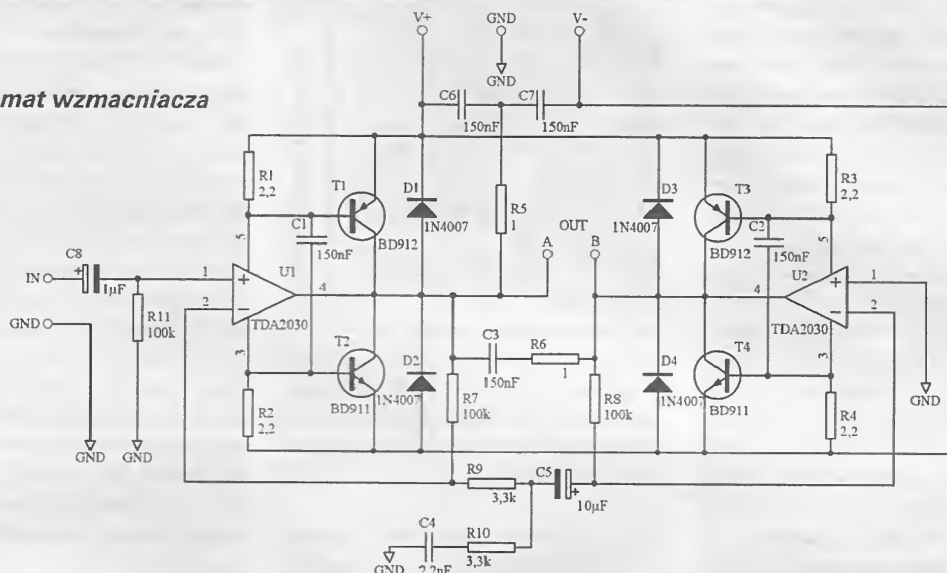 mat wzmacniacza
V+
GND
V-
GND
C6
C7
150nF
150nF
R1
2,2
T1
D1
BD912
1N4007
C1
150nF
R5
1
OUT
A
B
D3
1N4007
T3
BD912
C2
150nF
R3
2,2
5
5
IN
C8
+
1µF
1
2
+
−
U1
4
TDA2030
R11
100k
GND
3
T2
D2
1N4007
BD911
R2
2,2
C3
150nF
R6
1
R7
100k
R8
100k
D4
1N4007
T4
BD911
4
U2
TDA2030
+
−
1
2
3
R4
2,2
GND
GND
GND
R9
3,3k
C5
+
10µF
C4
2,2nF
R10
3,3k
GND